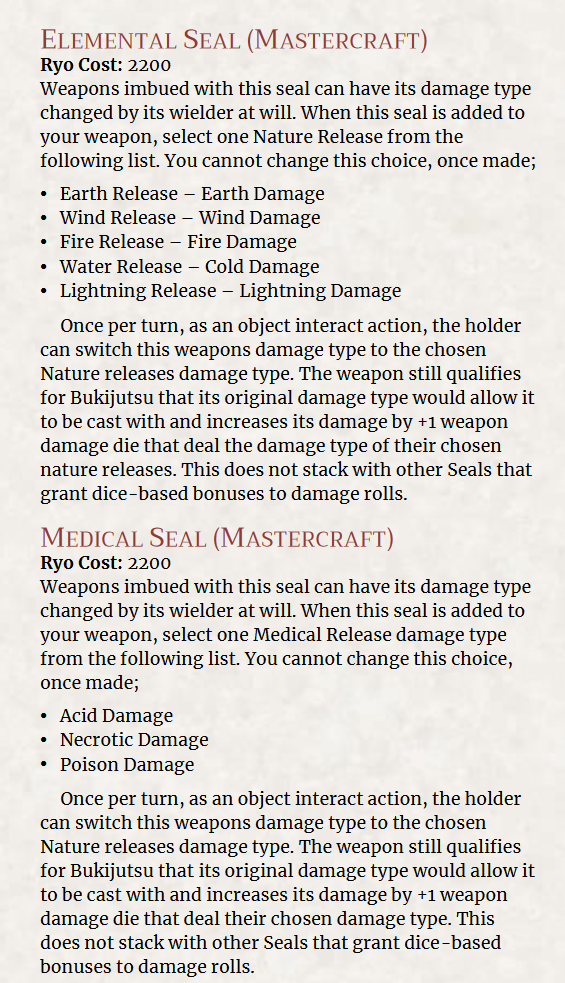 Elemental Seal (Mastercraft)
Ryo Cost: 2200
Weapons imbued with this seal can have its damage type
changed by its wielder at will. When this seal is added to
your weapon, select one Nature Release from the
following list. You cannot change this choice, once made;
• Earth Release – Earth Damage
• Wind Release – Wind Damage
• Fire Release – Fire Damage
• Water Release – Cold Damage
• Lightning Release – Lightning Damage
Once per turn, as an object interact action, the holder
can switch this weapons damage type to the chosen
Nature releases damage type. The weapon still qualifies
for Bukijutsu that its original damage type would allow it
to be cast with and increases its damage by +1 weapon
damage die that deal the damage type of their chosen
nature releases. This does not stack with other Seals that
grant dice-based bonuses to damage rolls.
Medical Seal (Mastercraft)
Ryo Cost: 2200
Weapons imbued with this seal can have its damage type
changed by its wielder at will. When this seal is added to
your weapon, select one Medical Release damage type
from the following list. You cannot change this choice,
once made;
• Acid Damage
• Necrotic Damage
• Poison Damage
Once per turn, as an object interact action, the holder
can switch this weapons damage type to the chosen
Nature releases damage type. The weapon still qualifies
for Bukijutsu that its original damage type would allow it
to be cast with and increases its damage by +1 weapon
damage die that deal their chosen damage type. This
does not stack with other Seals that grant dice-based
bonuses to damage rolls.